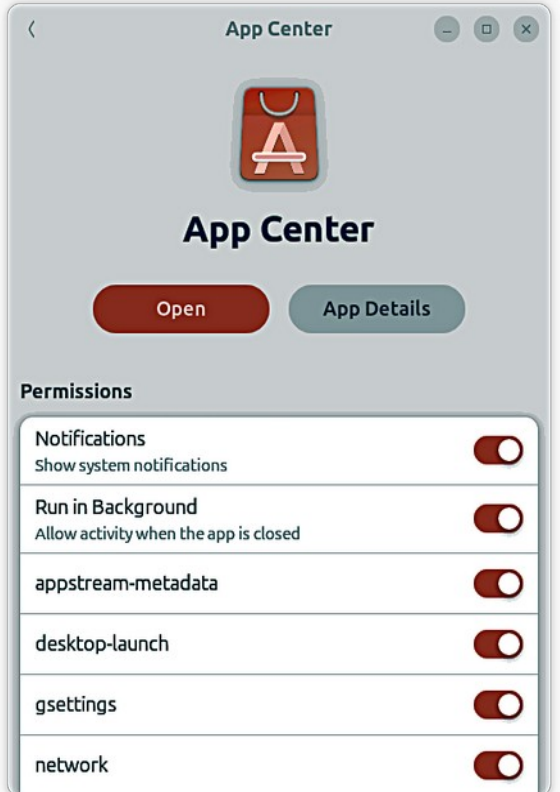 App Center
App Center
Open
App Details
Permissions
Notifications
Show system notifications
Run in Background
Allow activity when the app is closed
appstream-metadata
desktop-launch
gsettings
network